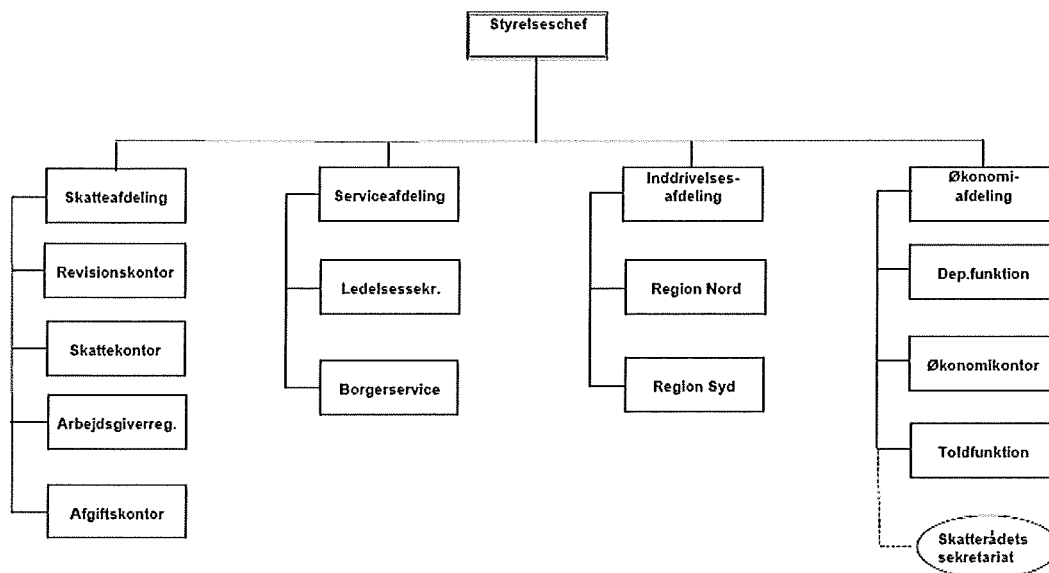 Styrelseschef
Skatteafdeling
Revisionskontor
Skattekontor
Arbejdsgiverreg.
Afgiftskontor
Serviceafdeling
Ledelsessekr.
Borgerservice
Inddrivelses-
afdeling
Region Nord
Region Syd
Økonomi-
afdeling
Dep.funktion
Økonomikontor
Toldfunktion
Skatterådets
sekretariat